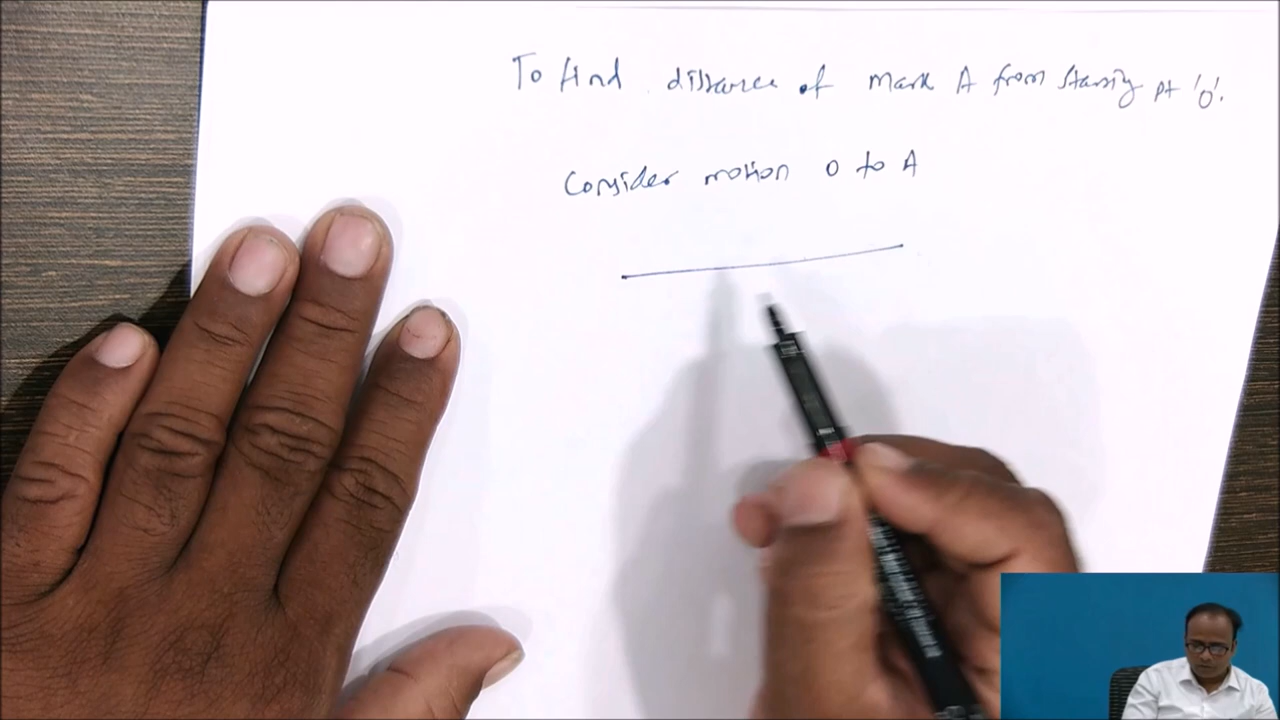 To find distance of mark A from starting pt 'O'.
Consider motion O to A